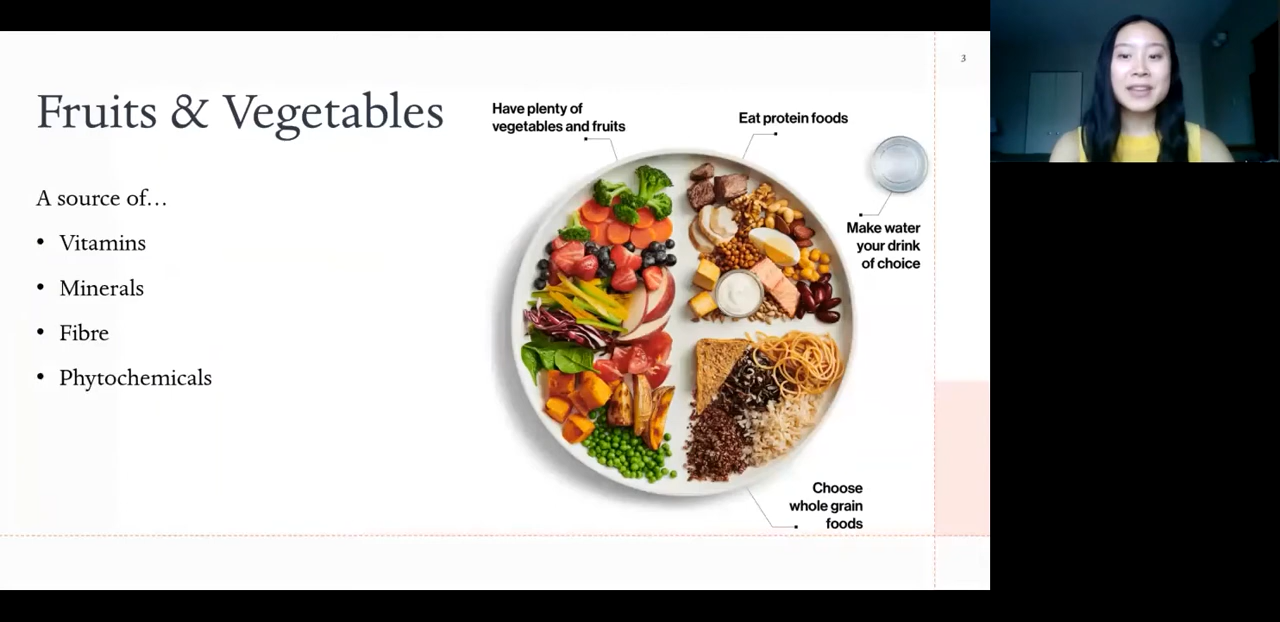 3
Fruits & Vegetables
A source of…
• Vitamins
• Minerals
• Fibre
• Phytochemicals
Have plenty of
vegetables and fruits
Eat protein foods
Make water
your drink
of choice
Choose
whole grain
foods